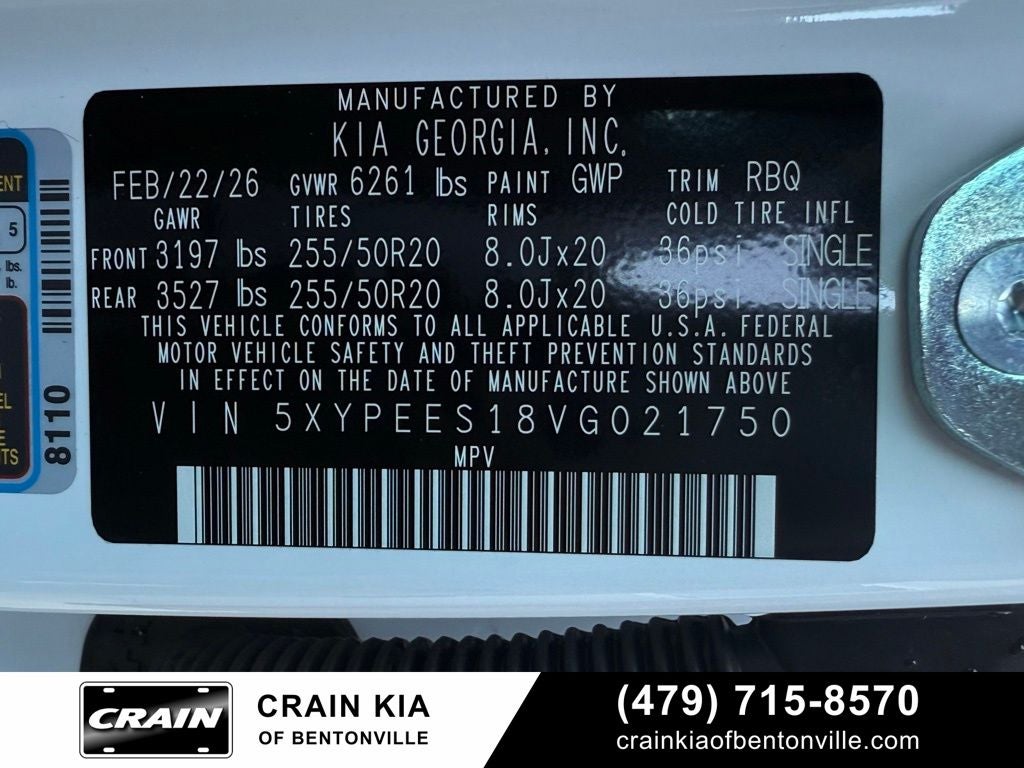 MANUFACTURED BY
KIA GEORGIA, INC.
FEB/22/26 GVWR 6261 lbs PAINT GWP TRIM RBQ
GAWR TIRES RIMS COLD TIRE INFL
FRONT 3197 lbs 255/50R20 8.0Jx20 36psi SINGLE
REAR 3527 lbs 255/50R20 8.0Jx20 36psi SINGLE
THIS VEHICLE CONFORMS TO ALL APPLICABLE U.S.A. FEDERAL
MOTOR VEHICLE SAFETY AND THEFT PREVENTION STANDARDS
IN EFFECT ON THE DATE OF MANUFACTURE SHOWN ABOVE
VIN 5XYPEES18VG021750
MPV
5
lbs.
lb.
8110
CRAIN
CRAIN KIA
OF BENTONVILLE
(479) 715-8570
crainkiaofbentonville.com